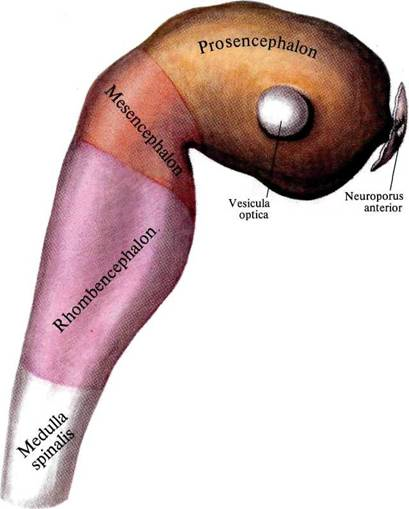 Prosencephalon
Mesencephalon
Vesicula
optica
Neuroporus
anterior
Rhombencephalon
Medulla
spinalis